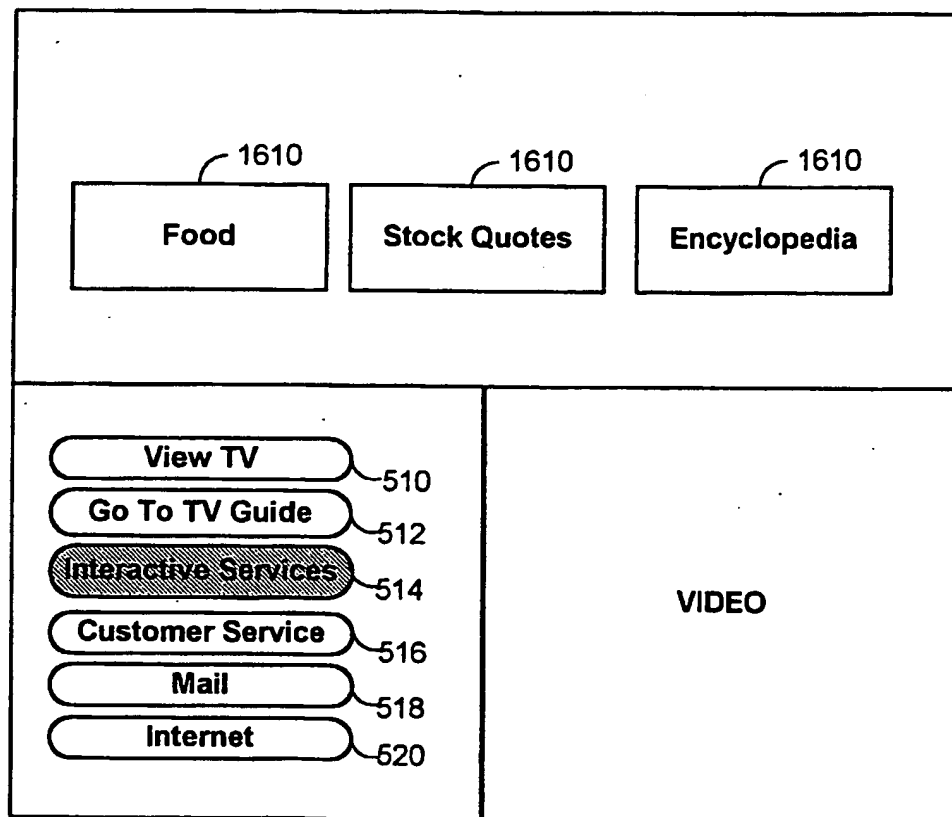 1610 1610 1610
Food Stock Quotes Encyclopedia
View TV
510
Go To TV Guide
512
Interactive Services
514
VIDEO
Customer Service
516
Mail
518
Internet
520